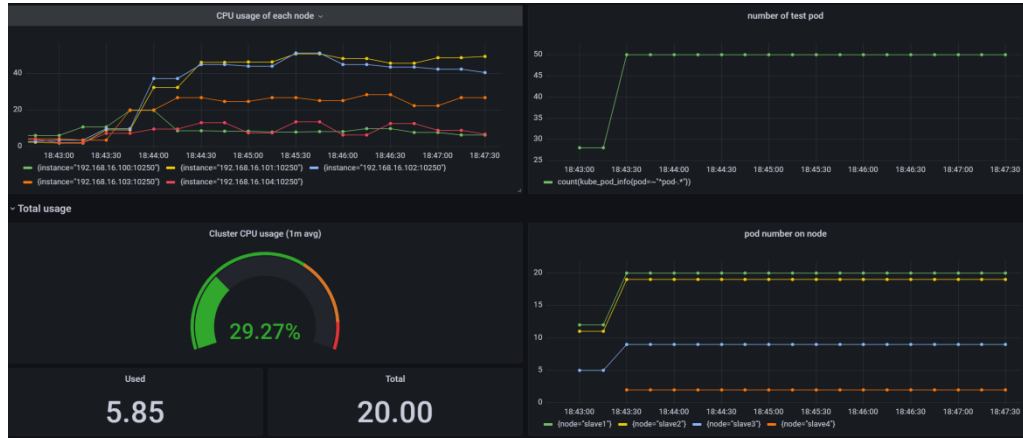 CPU usage of each node
40
20
0
18:43:00 18:43:30 18:44:00 18:44:30 18:45:00 18:45:30 18:46:00 18:46:30 18:47:00 18:47:30
{instance="192.168.16.100:10250"} {instance="192.168.16.101:10250"} {instance="192.168.16.102:10250"}
{instance="192.168.16.103:10250"} {instance="192.168.16.104:10250"}
number of test pod
50
45
40
35
30
25
18:43:00 18:43:30 18:44:00 18:44:30 18:45:00 18:45:30 18:46:00 18:46:30 18:47:00 18:47:30
count(kube_pod_info{pod=~"^pod-.*"})
Total usage
Cluster CPU usage (1m avg)
29.27%
Used
5.85
Total
20.00
pod number on node
20
15
10
5
0
18:43:00 18:43:30 18:44:00 18:44:30 18:45:00 18:45:30 18:46:00 18:46:30 18:47:00 18:47:30
{node="slave1"} {node="slave2"} {node="slave3"} {node="slave4"}